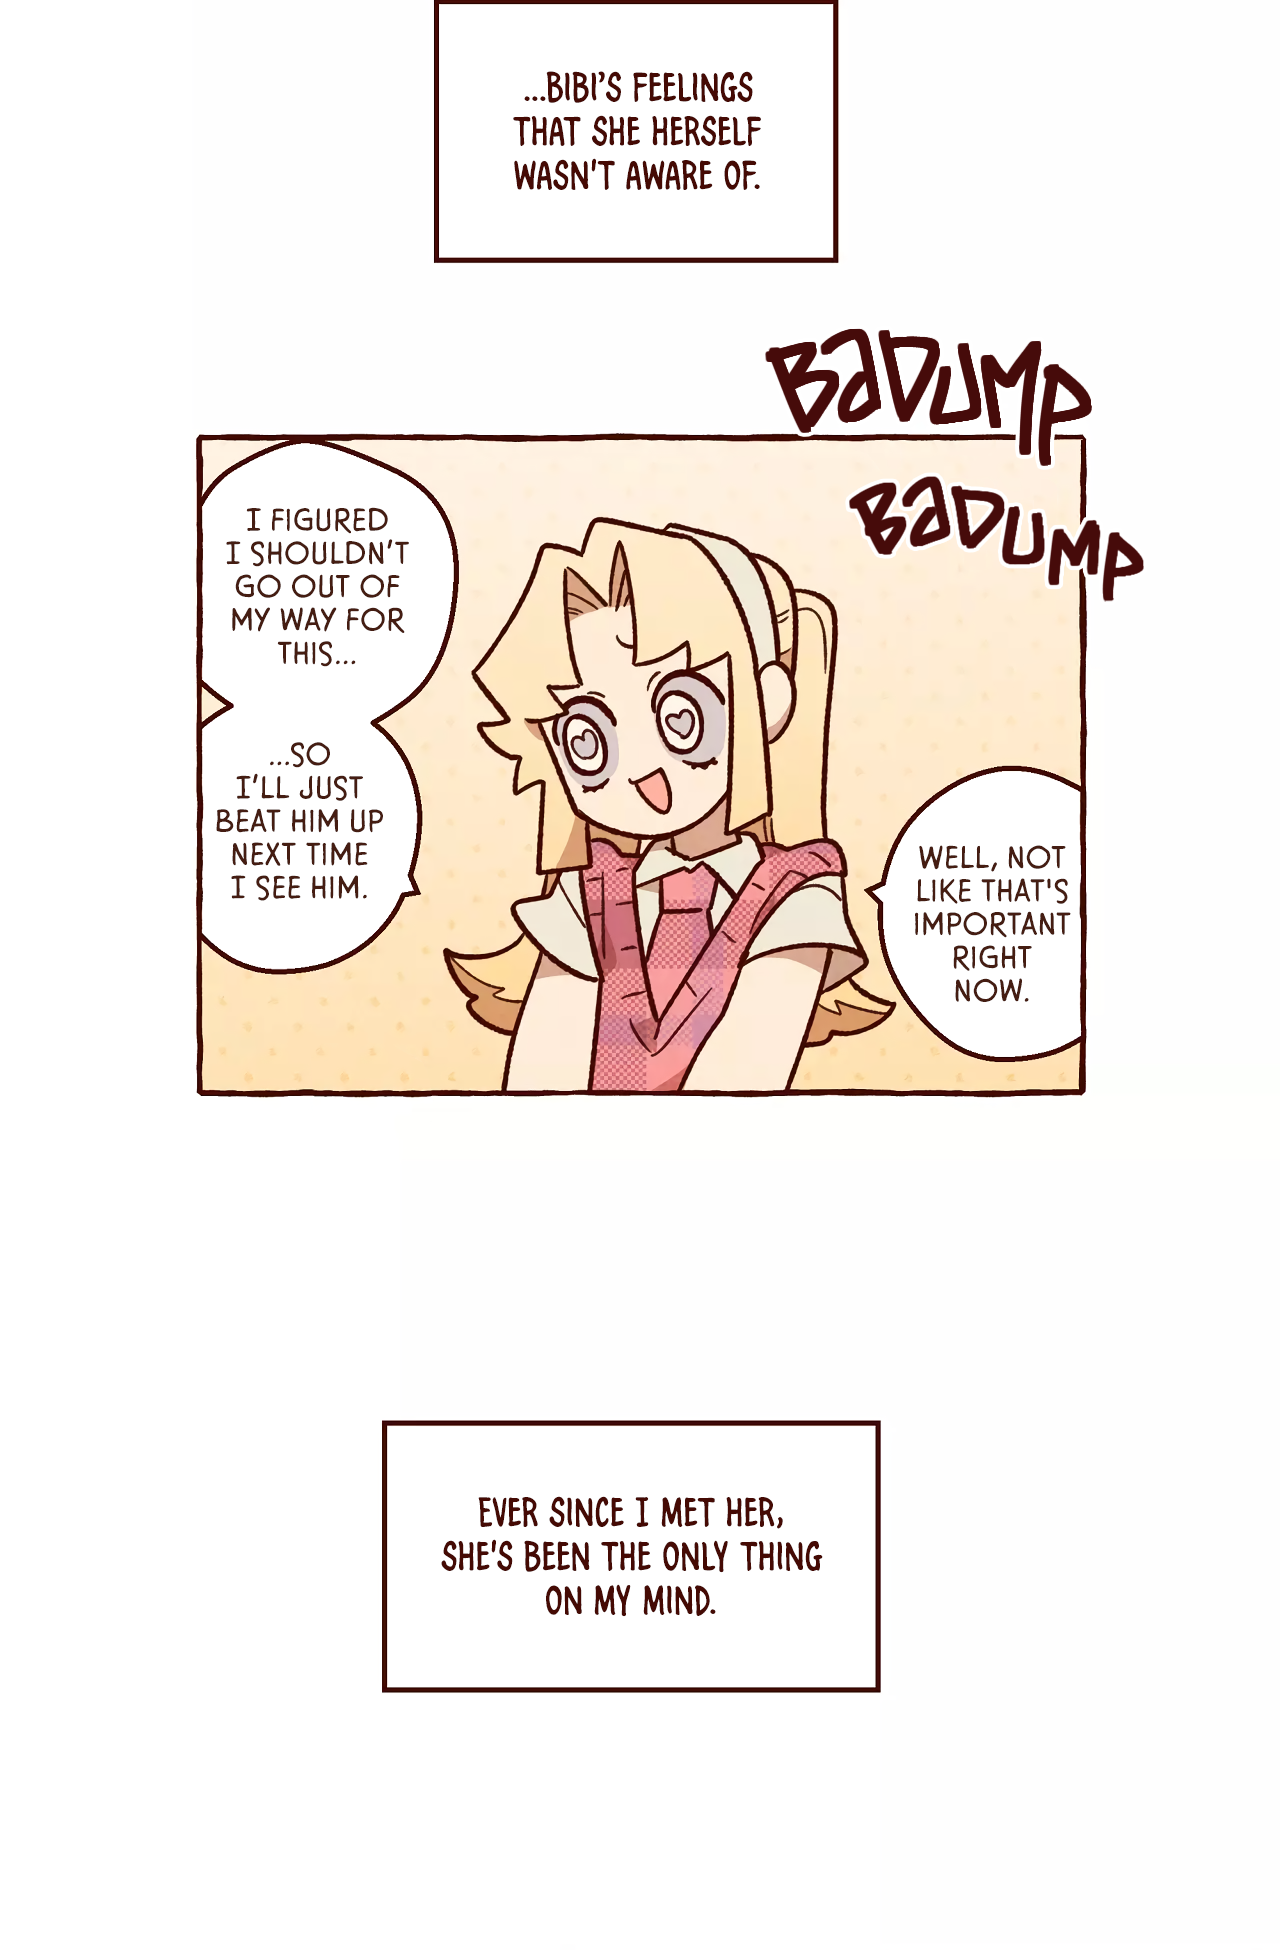 ...BIBI'S FEELINGS
THAT SHE HERSELF
WASN'T AWARE OF.
BADUMP
BADUMP
I FIGURED
I SHOULDN'T
GO OUT OF
MY WAY FOR
THIS...
...SO
I'LL JUST
BEAT HIM UP
NEXT TIME
I SEE HIM.
WELL, NOT
LIKE THAT'S
IMPORTANT
RIGHT
NOW.
EVER SINCE I MET HER,
SHE'S BEEN THE ONLY THING
ON MY MIND.